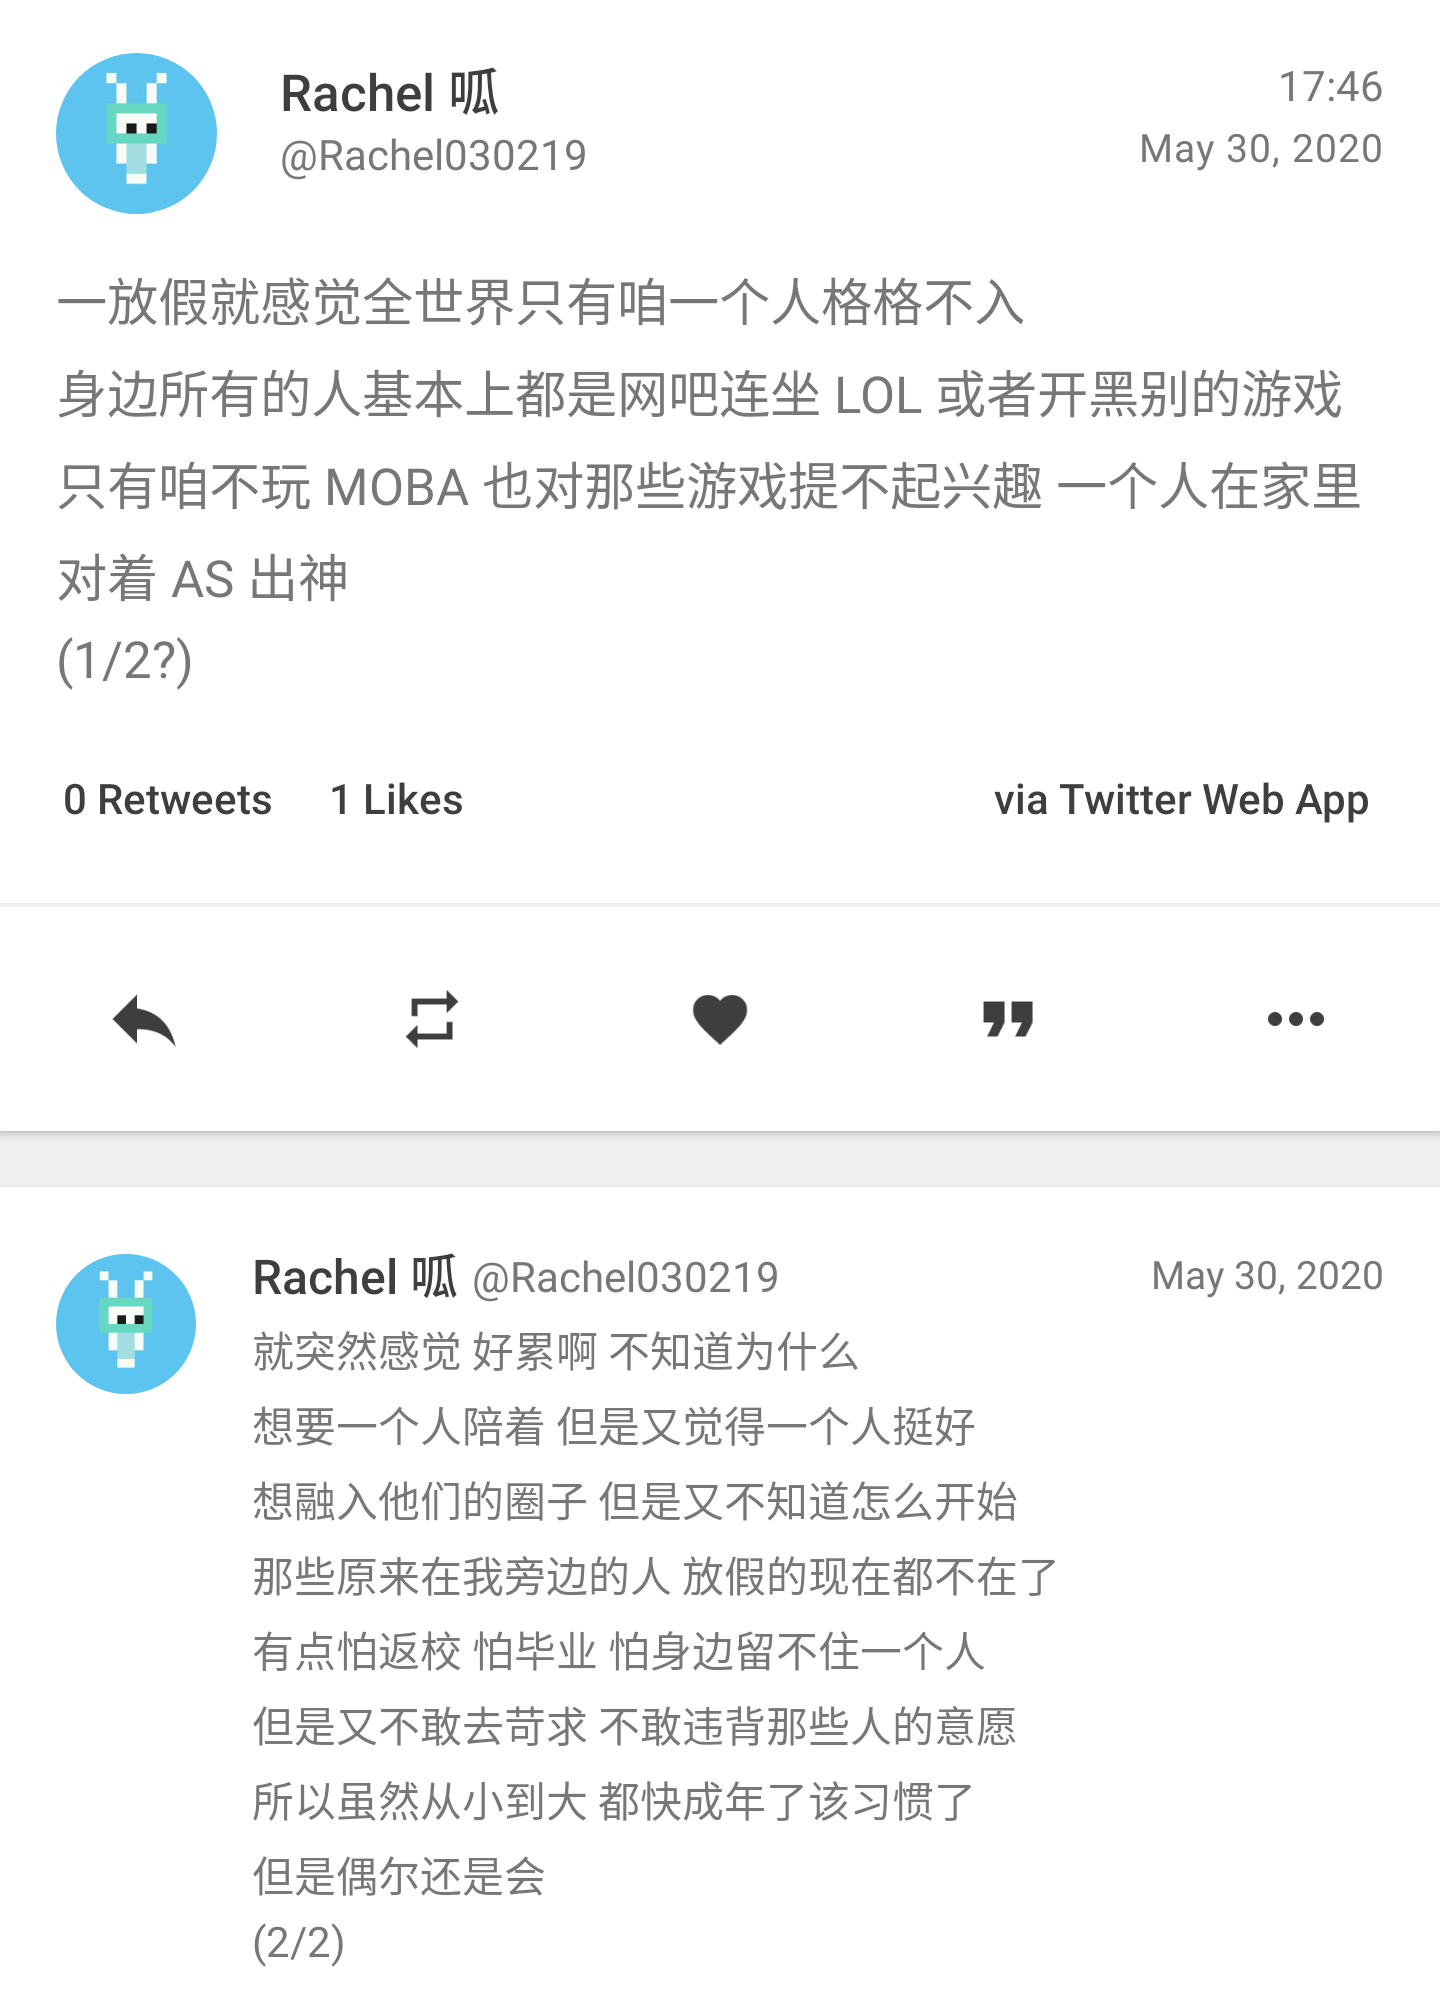 Rachel 呱
17:46
@Rachel030219
May 30, 2020
一放假就感觉全世界只有咱一个人格格不入
身边所有的人基本上都是网吧连坐 LOL 或者开黑别的游戏
只有咱不玩 MOBA 也对那些游戏提不起兴趣 一个人在家里
对着 AS 出神
(1/2?)
0 Retweets 1 Likes via Twitter Web App
Rachel 呱 @Rachel030219 May 30, 2020
就突然感觉 好累啊 不知道为什么
想要一个人陪着 但是又觉得一个人挺好
想融入他们的圈子 但是又不知道怎么开始
那些原来在我旁边的人 放假的现在都不在了
有点怕返校 怕毕业 怕身边留不住一个人
但是又不敢去苛求 不敢违背那些人的意愿
所以虽然从小到大 都快成年了该习惯了
但是偶尔还是会
(2/2)